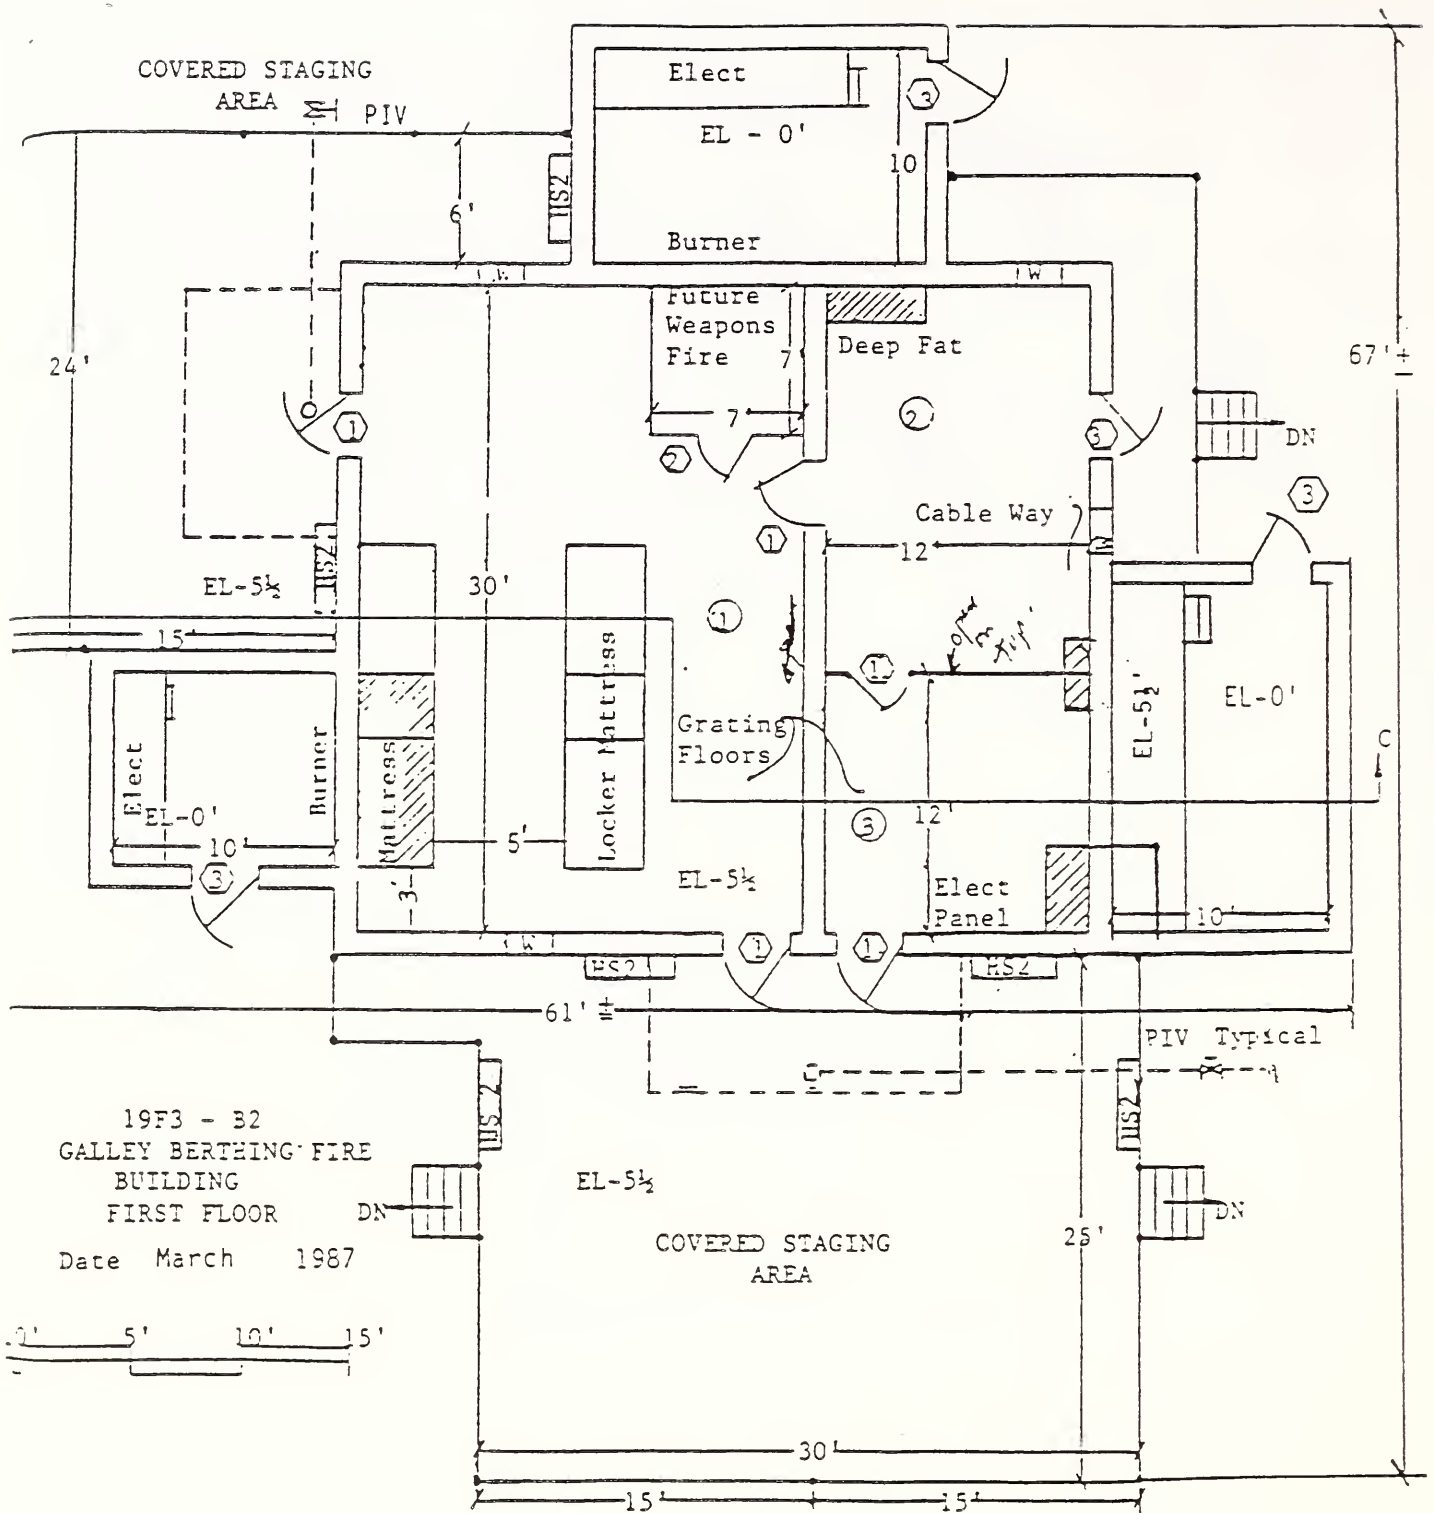 COVERED STAGING
AREA
PIV
Elect
3
EL - 0'
10
HS2
6'
Burner
W
W
Future
Weapons
Fire
7
7
Deep Fat
24'
67' ±
1
2
2
3
DN
3
1
Cable Way
12
W
HS2
EL-5½
30'
15'
1
open
1
Grating
Floors
EL-5½'
EL-0'
C
Elect
EL-0'
Burner
Mattress
Locker Mattress
10'
3
5'
3'
3
12'
EL-5½
Elect
Panel
10'
W
1
1
HS2
HS2
61' ±
PIV Typical
HS2
HS2
19F3 - B2
GALLEY BERTHING FIRE
BUILDING
FIRST FLOOR
Date March 1987
DN
EL-5½
DN
COVERED STAGING
AREA
25'
0' 5' 10' 15'
30'
15' 15'